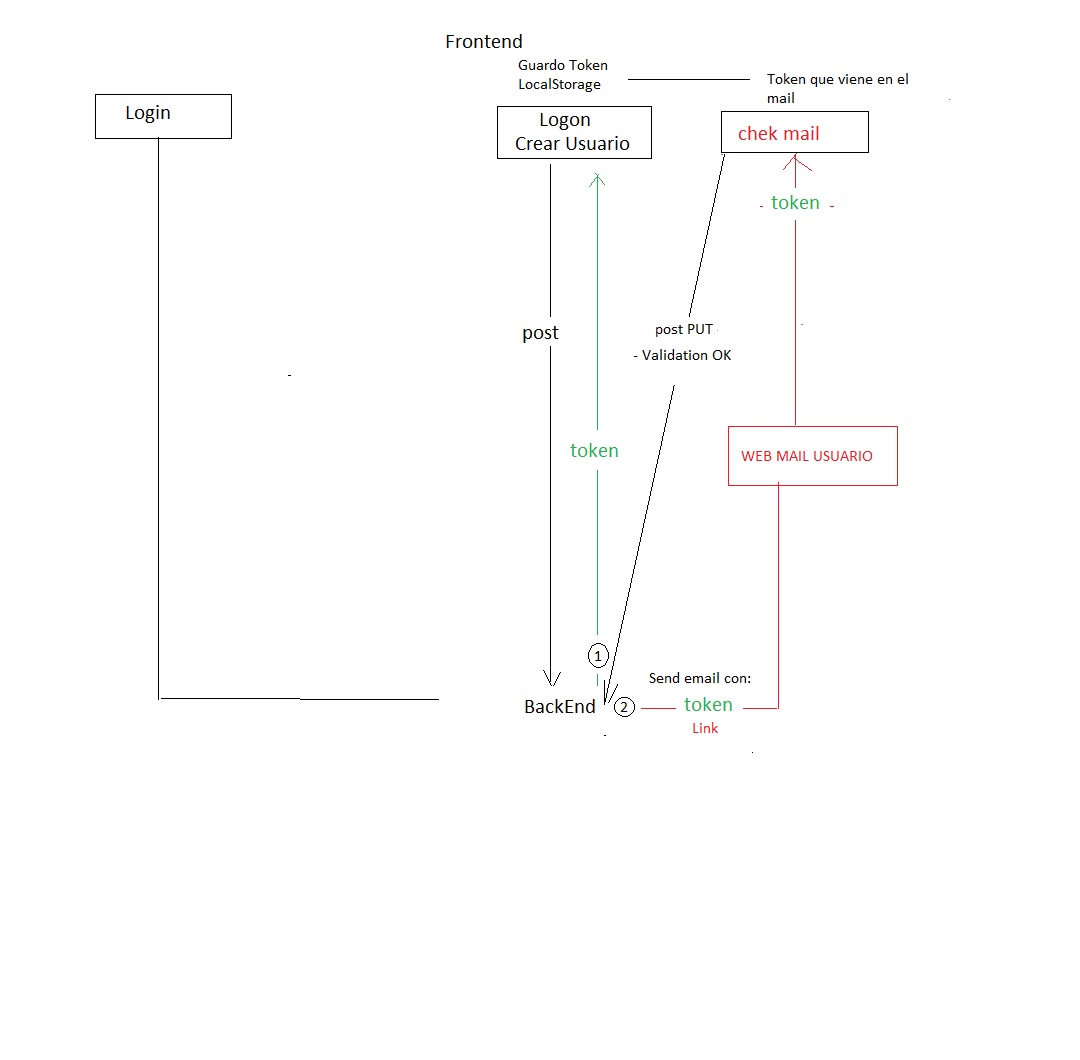 Frontend
Guardo Token
LocalStorage
Token que viene en el
mail
Login
Logon
Crear Usuario
chek mail
token
post
post PUT
- Validation OK
token
WEB MAIL USUARIO
1
Send email con:
BackEnd
2
token
Link